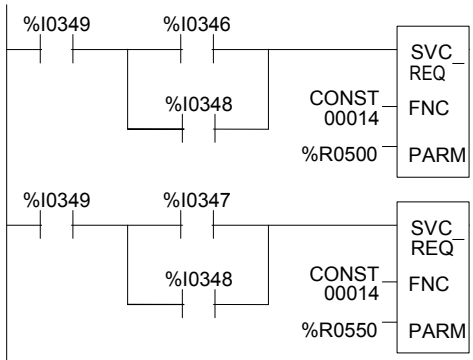 %I0349 %I0346
SVC_
REQ
%I0348
CONST
00014
FNC
%R0500
PARM
%I0349 %I0347
SVC_
REQ
%I0348
CONST
00014
FNC
%R0550
PARM